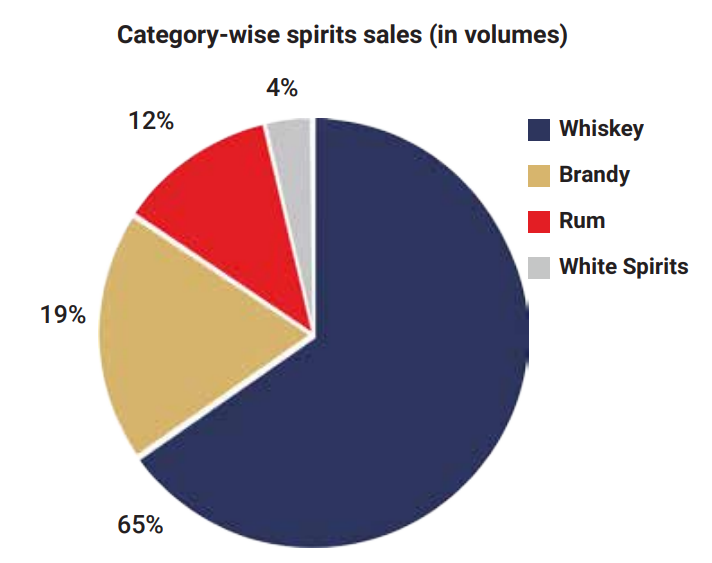 Category-wise spirits sales (in volumes)
4%
12%
19%
65%
Whiskey
Brandy
Rum
White Spirits